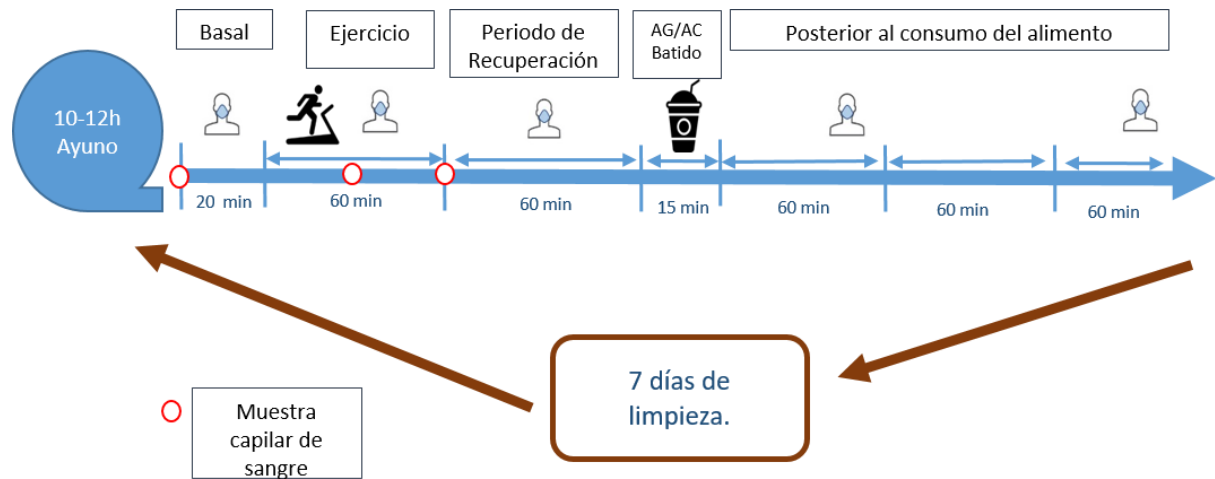 Basal
Ejercicio
Periodo de
Recuperación
AG/AC
Batido
Posterior al consumo del alimento
10-12h
Ayuno
20 min
60 min
60 min
15 min
60 min
60 min
60 min
7 días de
limpieza.
Muestra
capilar de
sangre